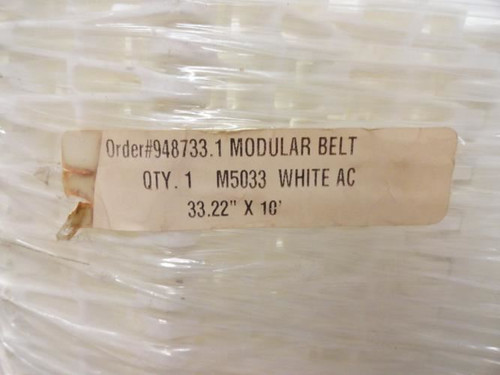 Order#948733.1 MODULAR BELT
QTY. 1 M5033 WHITE AC
33.22" X 10'